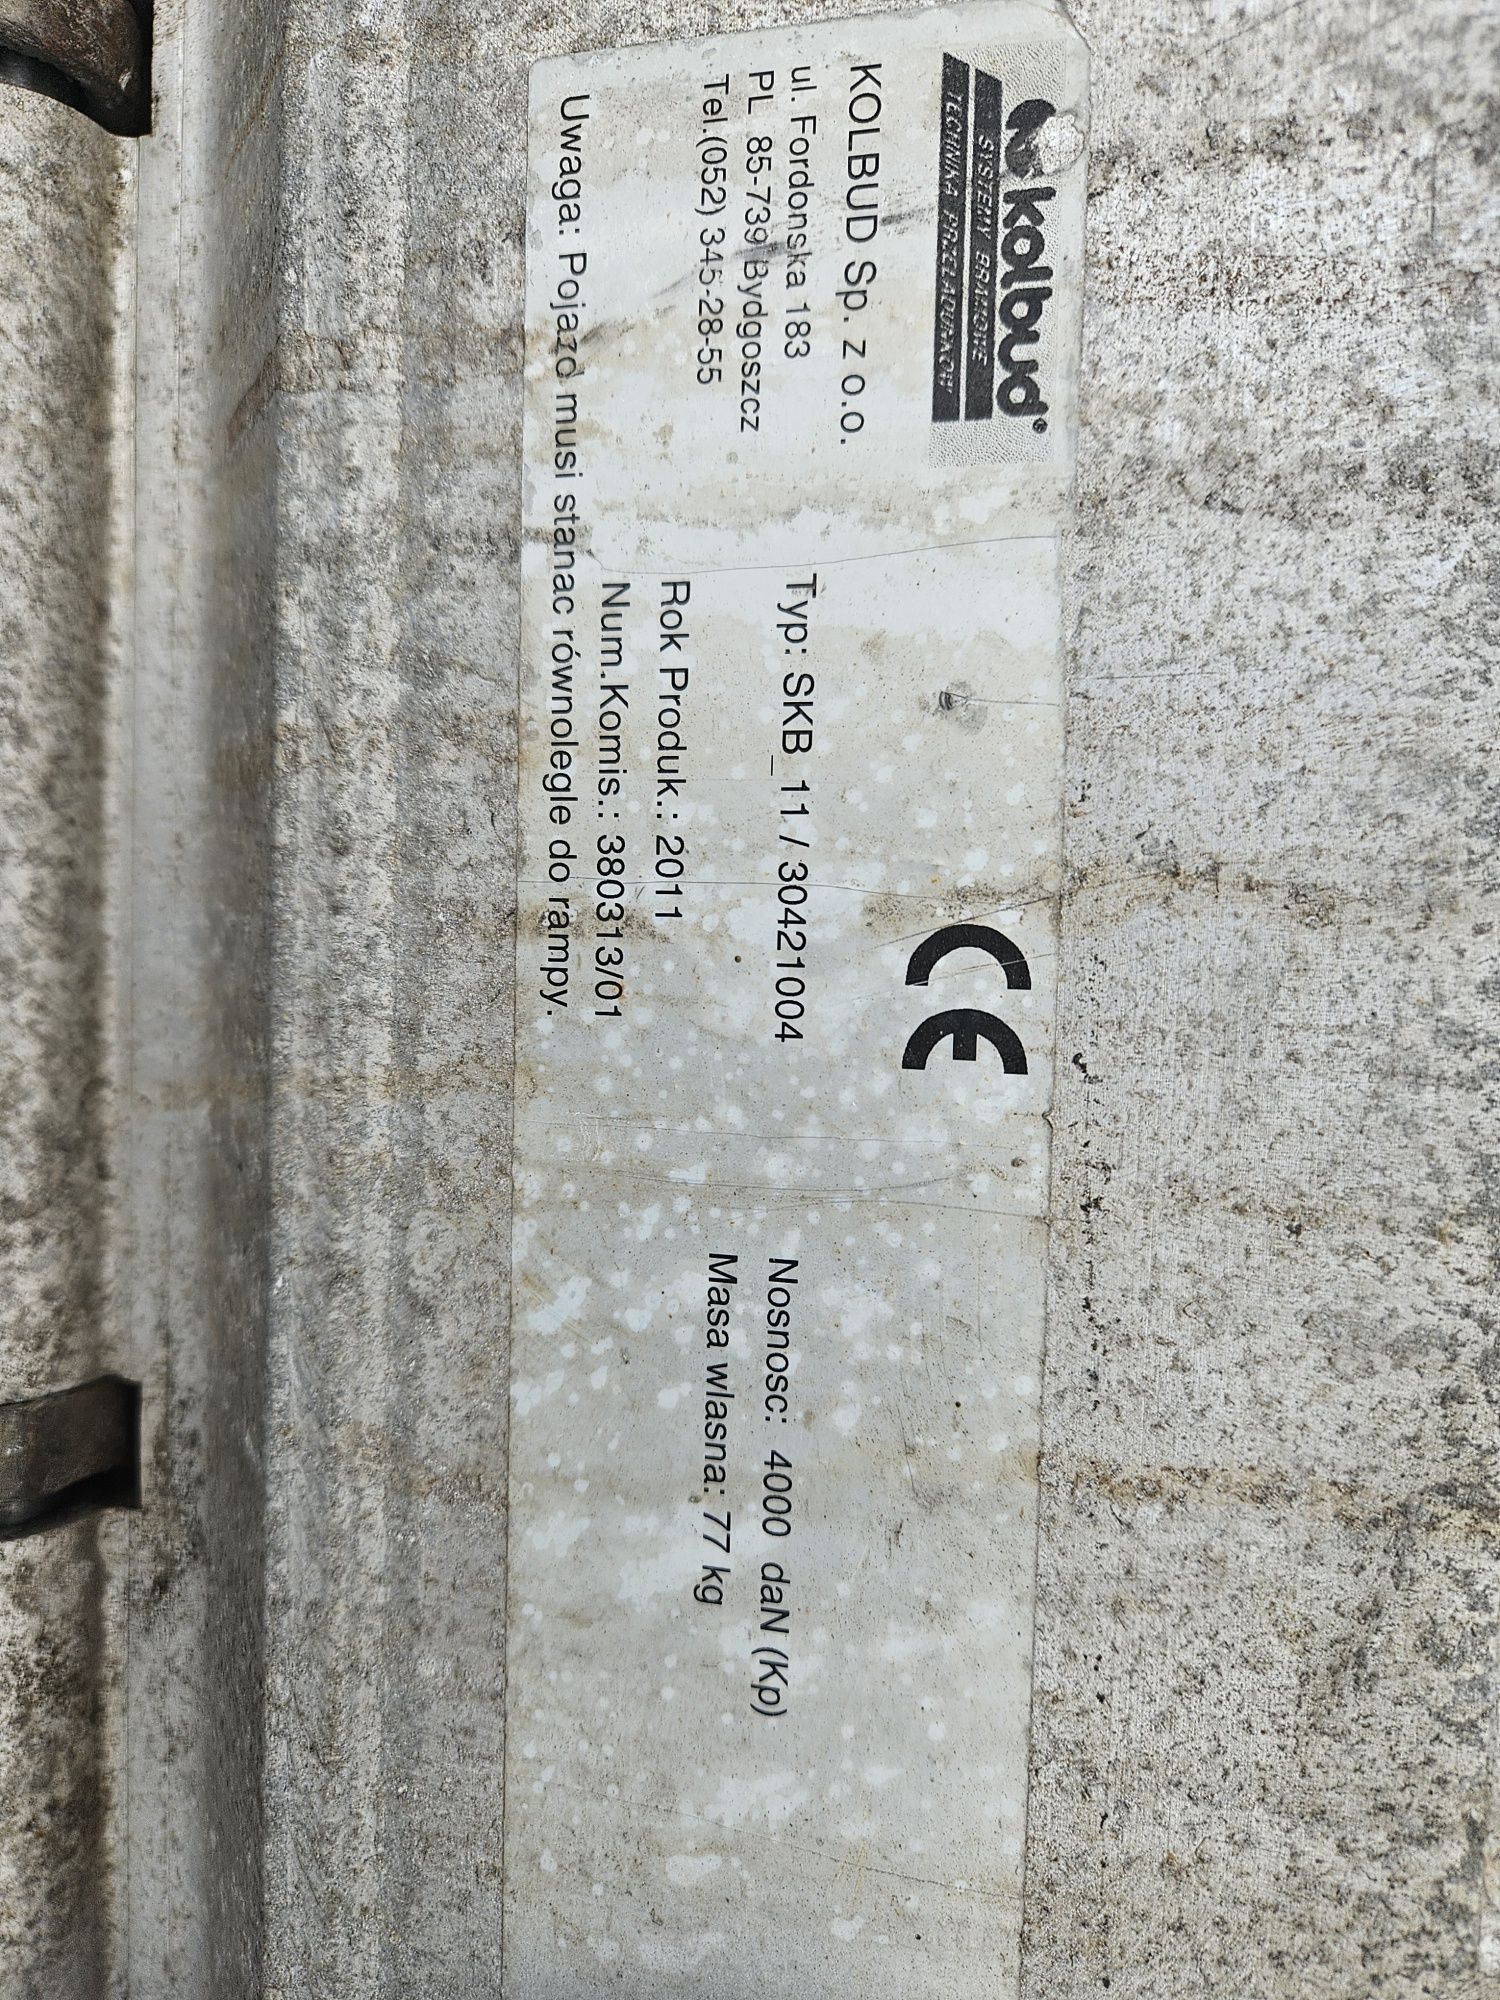 kolbud®
SYSTEMY BRAMOWE
TECHNIKA PRZEŁADUNKOWA
KOLBUD Sp. z o.o.
ul. Fordonska 183
PL 85-739 Bydgoszcz
Tel.(052) 345-28-55
CE
Typ: SKB_11 / 30421004
Rok Produk.: 2011
Num.Komis.: 380313/01
Nosnosc: 4000 daN (Kp)
Masa wlasna: 77 kg
Uwaga: Pojazd musi stanac równolegle do rampy.